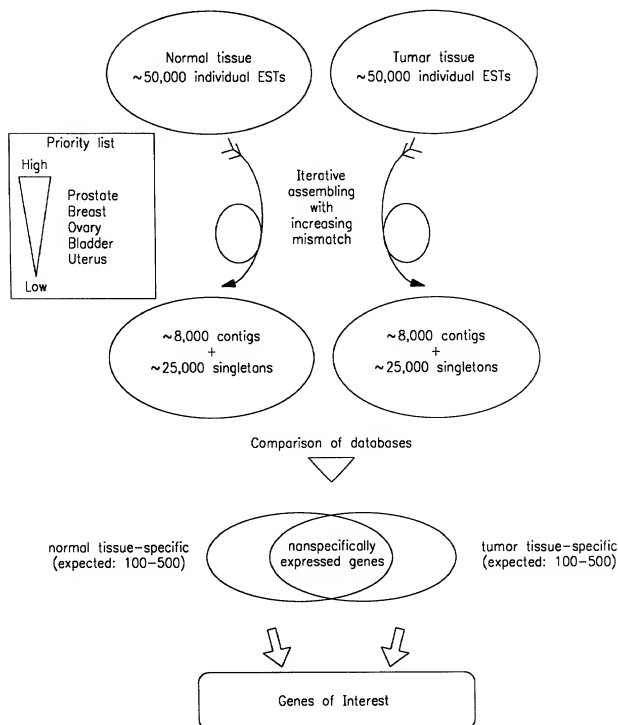 Normal tissue
~50,000 individual ESTs
Tumar tissue
~50,000 individual ESTs
Priority list
High
Prostate
Breast
Ovary
Bladder
Uterus
Low
Iterative
assembling
with
increasing
mismatch
~8,000 contigs
+
~25,000 singletans
~8,000 contigs
+
~25,000 singletons
Comparison of databases
normal tissue-specific
(expected: 100-500)
nanspecifically
expressed genes
tumor tissue-specific
(expected: 100-500)
Genes of Interest